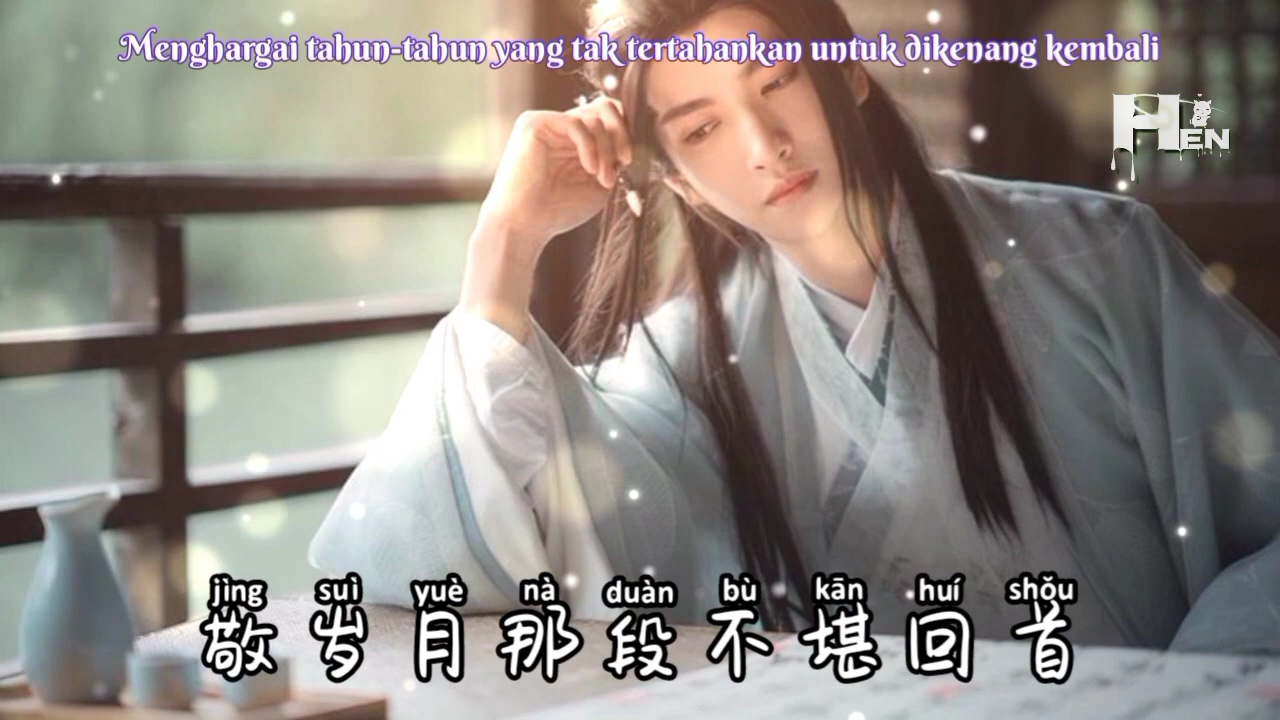 Menghargai tahun-tahun yang tak tertahankan untuk dikenang kembali
HEN
jìng suì yuè nà duàn bù kān huí shǒu
敬岁月那段不堪回首